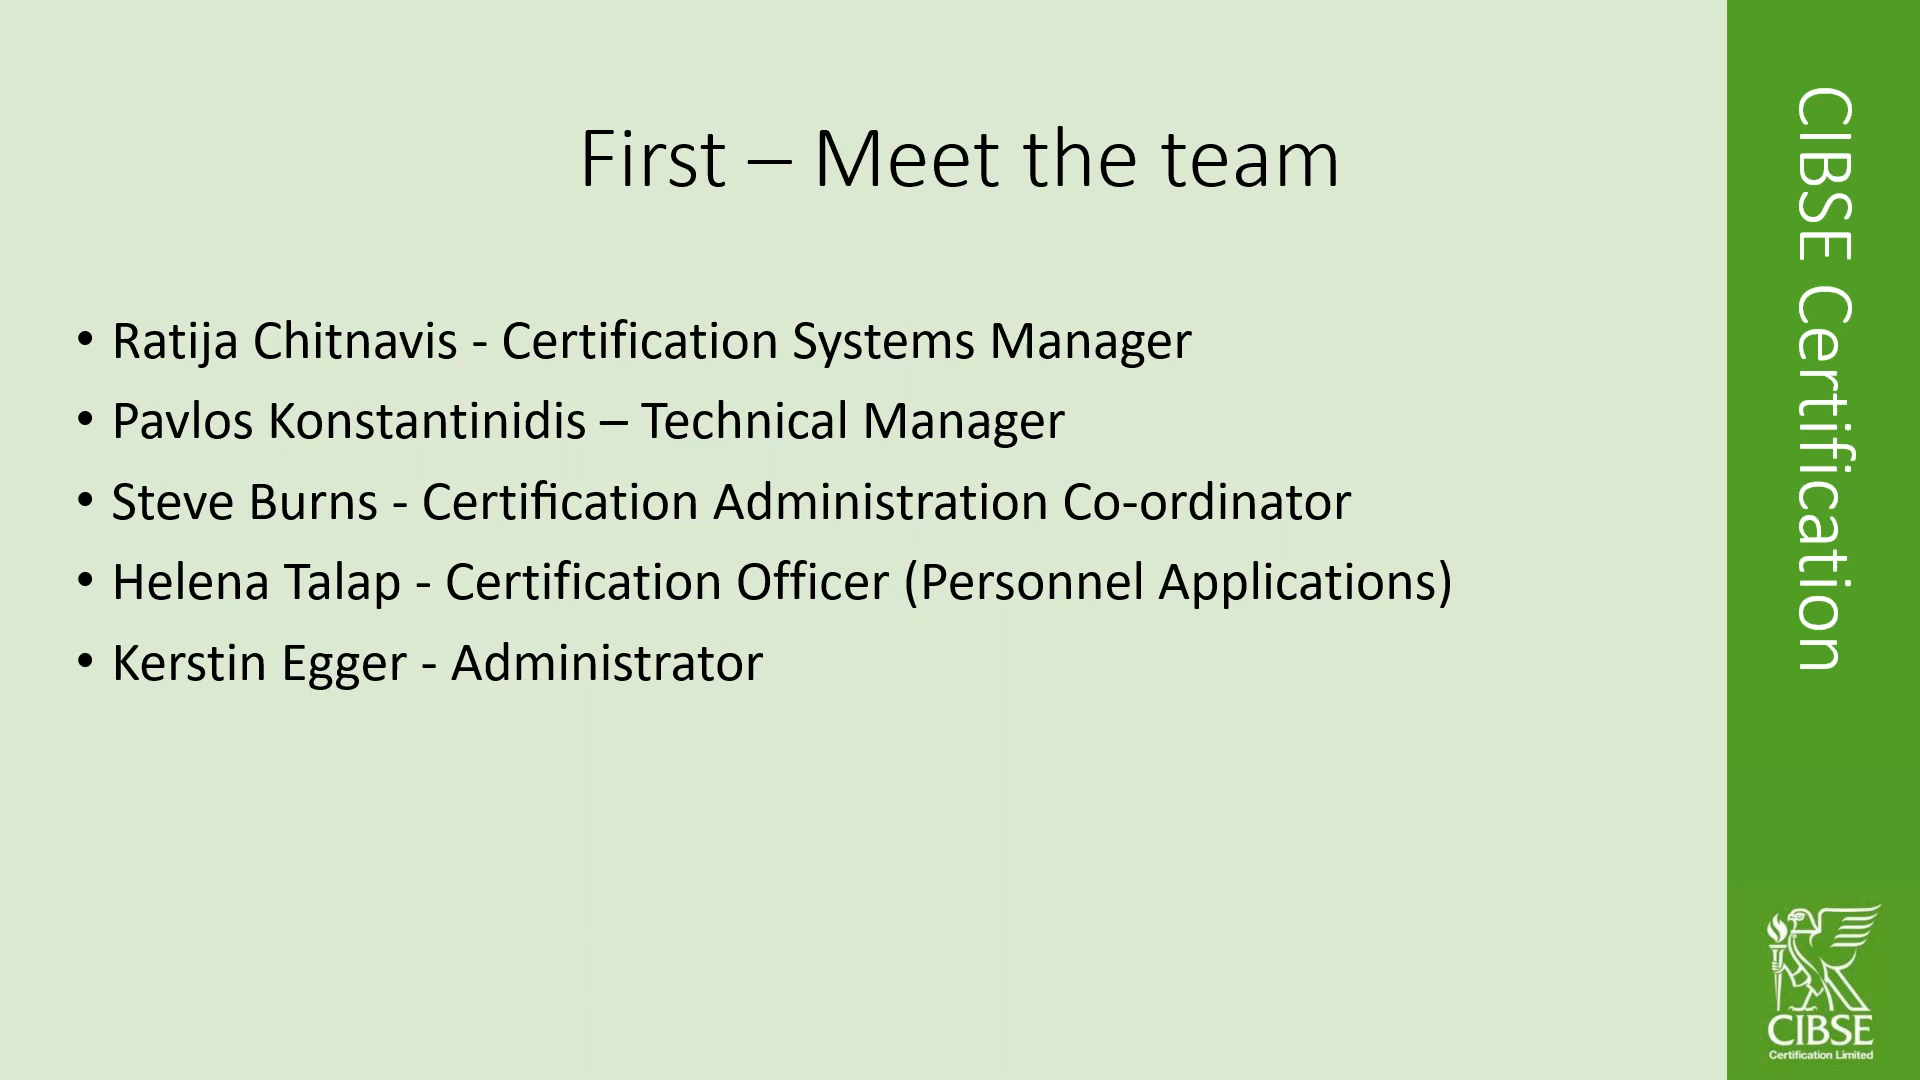 First – Meet the team
• Ratija Chitnavis - Certification Systems Manager
• Pavlos Konstantinidis – Technical Manager
• Steve Burns - Certification Administration Co-ordinator
• Helena Talap - Certification Officer (Personnel Applications)
• Kerstin Egger - Administrator
CIBSE Certification
CIBSE
Certification Limited